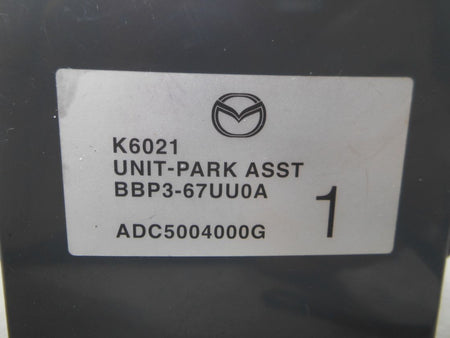 K6021
UNIT-PARK ASST
BBP3-67UU0A
ADC5004000G
1